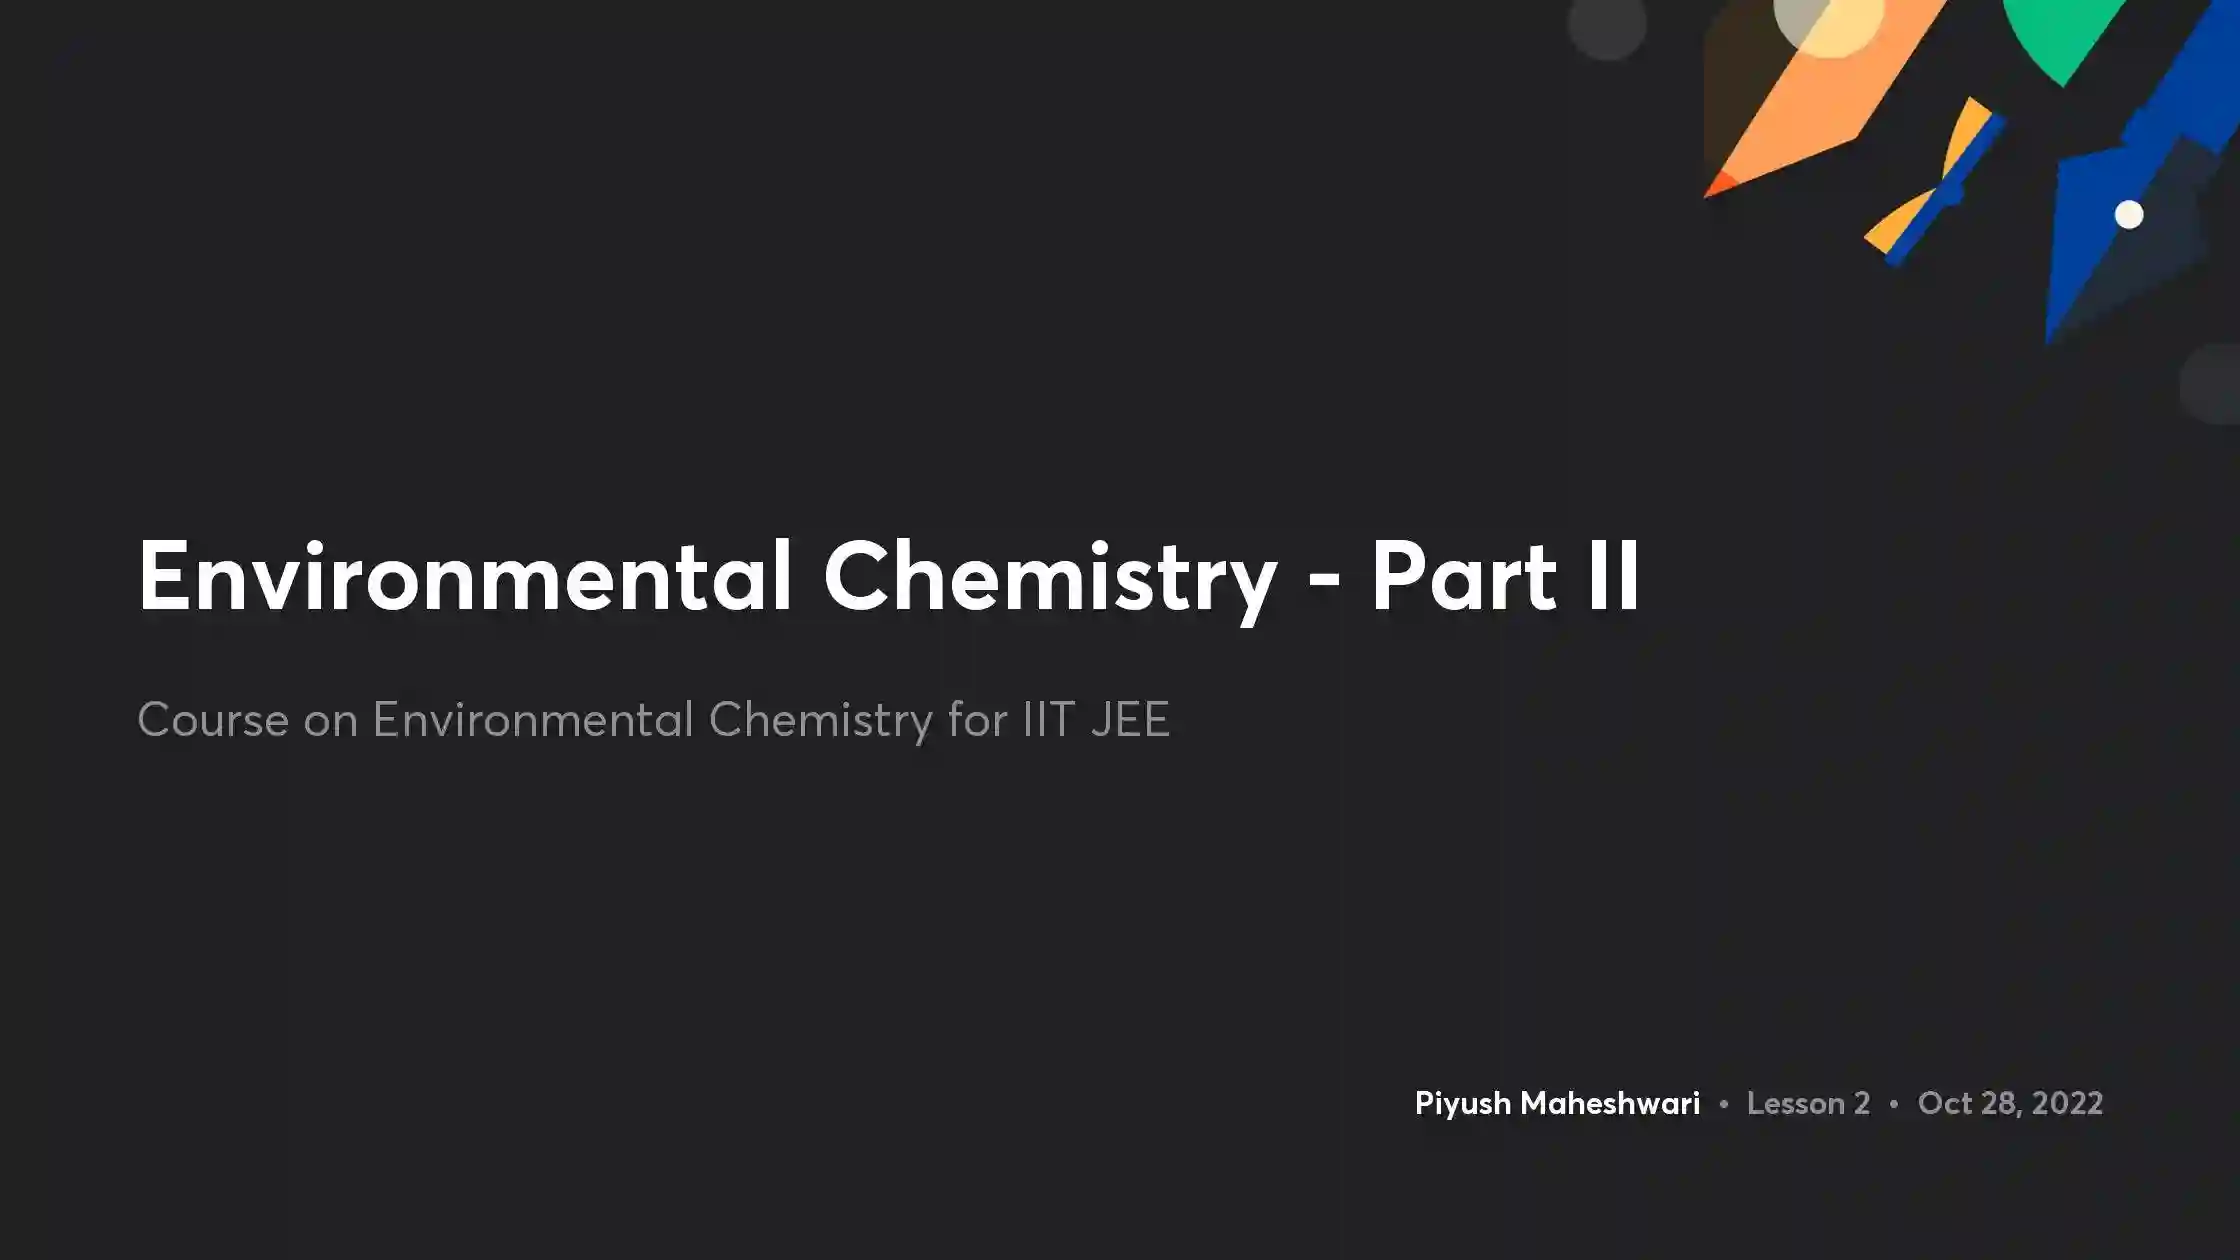 Environmental Chemistry - Part II
Course on Environmental Chemistry for IIT JEE
Piyush Maheshwari • Lesson 2 • Oct 28, 2022